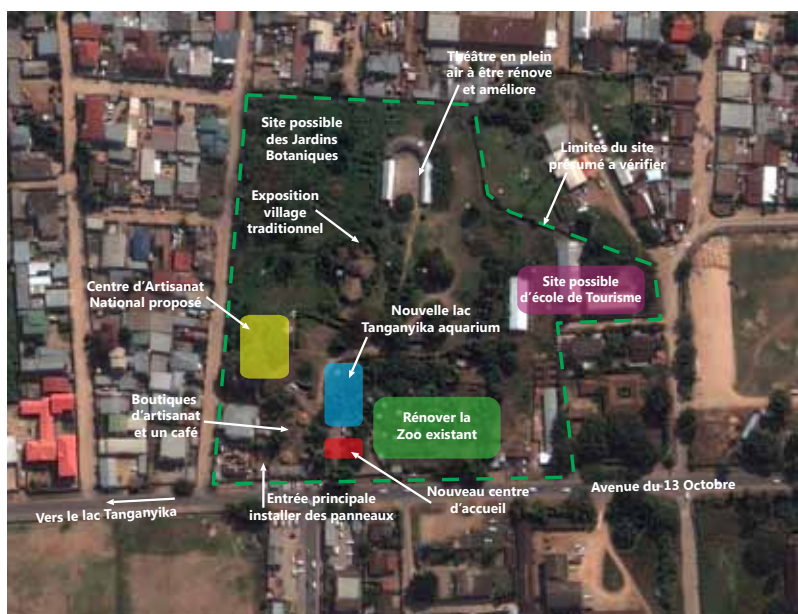 Théâtre en plein
air à être rénove
et améliore
Site possible
des Jardins
Botaniques
Limites du site
présumé a vérifier
Exposition
village
traditionnel
Centre d'Artisanat
National proposé
Site possible
d'école de Tourisme
Nouvelle lac
Tanganyika aquarium
Boutiques
d'artisanat
et un café
Rénover la
Zoo existant
Entrée principale
installer des panneaux
Nouveau centre
d'accueil
Avenue du 13 Octobre
Vers le lac Tanganyika